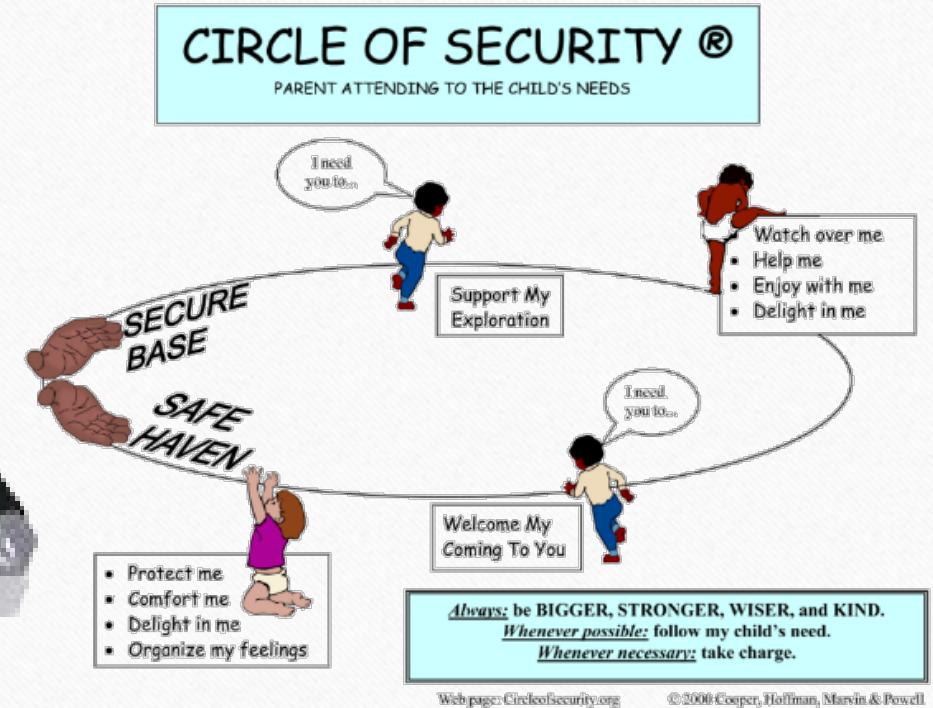 CIRCLE OF SECURITY ®
PARENT ATTENDING TO THE CHILD'S NEEDS
I need
you to...
Watch over me
• Help me
• Enjoy with me
• Delight in me
Support My
Exploration
SECURE
BASE
SAFE
HAVEN
I need
you to...
Welcome My
Coming To You
• Protect me
• Comfort me
• Delight in me
• Organize my feelings
Always: be BIGGER, STRONGER, WISER, and KIND.
Whenever possible: follow my child's need.
Whenever necessary: take charge.
Web page: Circleofsecurity.org © 2000 Cooper, Hoffman, Marvin & Powell